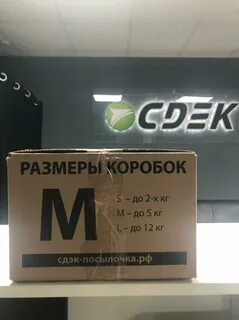 CDEK
РАЗМЕРЫ КОРОБОК
M
S – до 2-х кг
M – до 5 кг
L – до 12 кг
сдэк-посылочка.рф